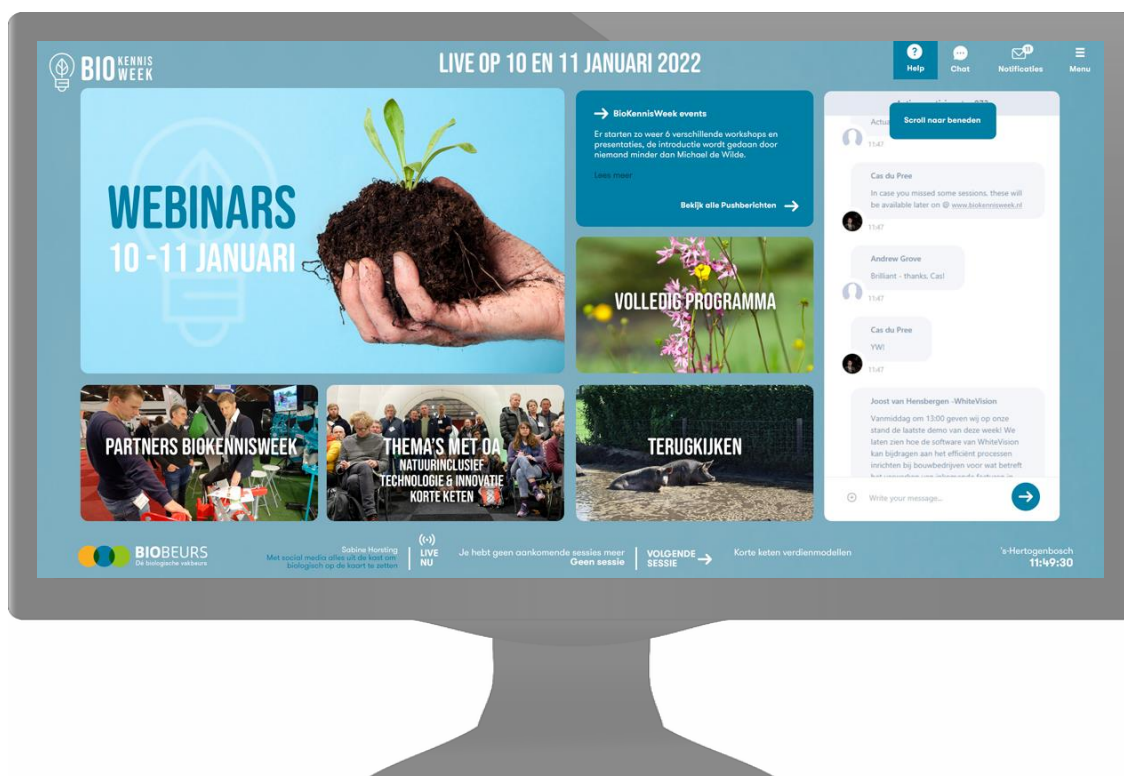 BIO KENNIS
WEEK
LIVE OP 10 EN 11 JANUARI 2022
Help
Chat
11
Notificaties
Menu
WEBINARS
10 -11 JANUARI
BioKennisWeek events
Er starten zo weer 6 verschillende workshops en
presentaties, de introductie wordt gedaan door
niemand minder dan Michael de Wilde.
Lees meer
Bekijk alle Pushberichten
VOLLEDIG PROGRAMMA
PARTNERS BIOKENNISWEEK
THEMA'S MET OA
NATUURINCLUSIEF
TECHNOLOGIE & INNOVATIE
KORTE KETEN
TERUGKIJKEN
Scroll naar beneden
11:47
Cas du Pree
In case you missed some sessions, these will
be available later on @ www.biokennisweek.nl
11:47
Andrew Grove
Brilliant - thanks, Cas!
11:47
Cas du Pree
YW!
11:47
Joost van Hensbergen -WhiteVision
Vanmiddag om 13:00 geven wij op onze
stand de laatste demo van deze week! We
laten zien hoe de software van WhiteVision
kan bijdragen aan het efficiënt processen
inrichten bij bouwbedrijven voor wat betreft
het verwerken van inkomende facturen in
Write your message...
BIOBEURS
Dé biologische vakbeurs
Sabine Horsting
Met social media alles uit de kast om
biologisch op de kaart te zetten
LIVE
NU
Je hebt geen aankomende sessies meer
Geen sessie
VOLGENDE
SESSIE
Korte keten verdienmodellen
's-Hertogenbosch
11:49:30